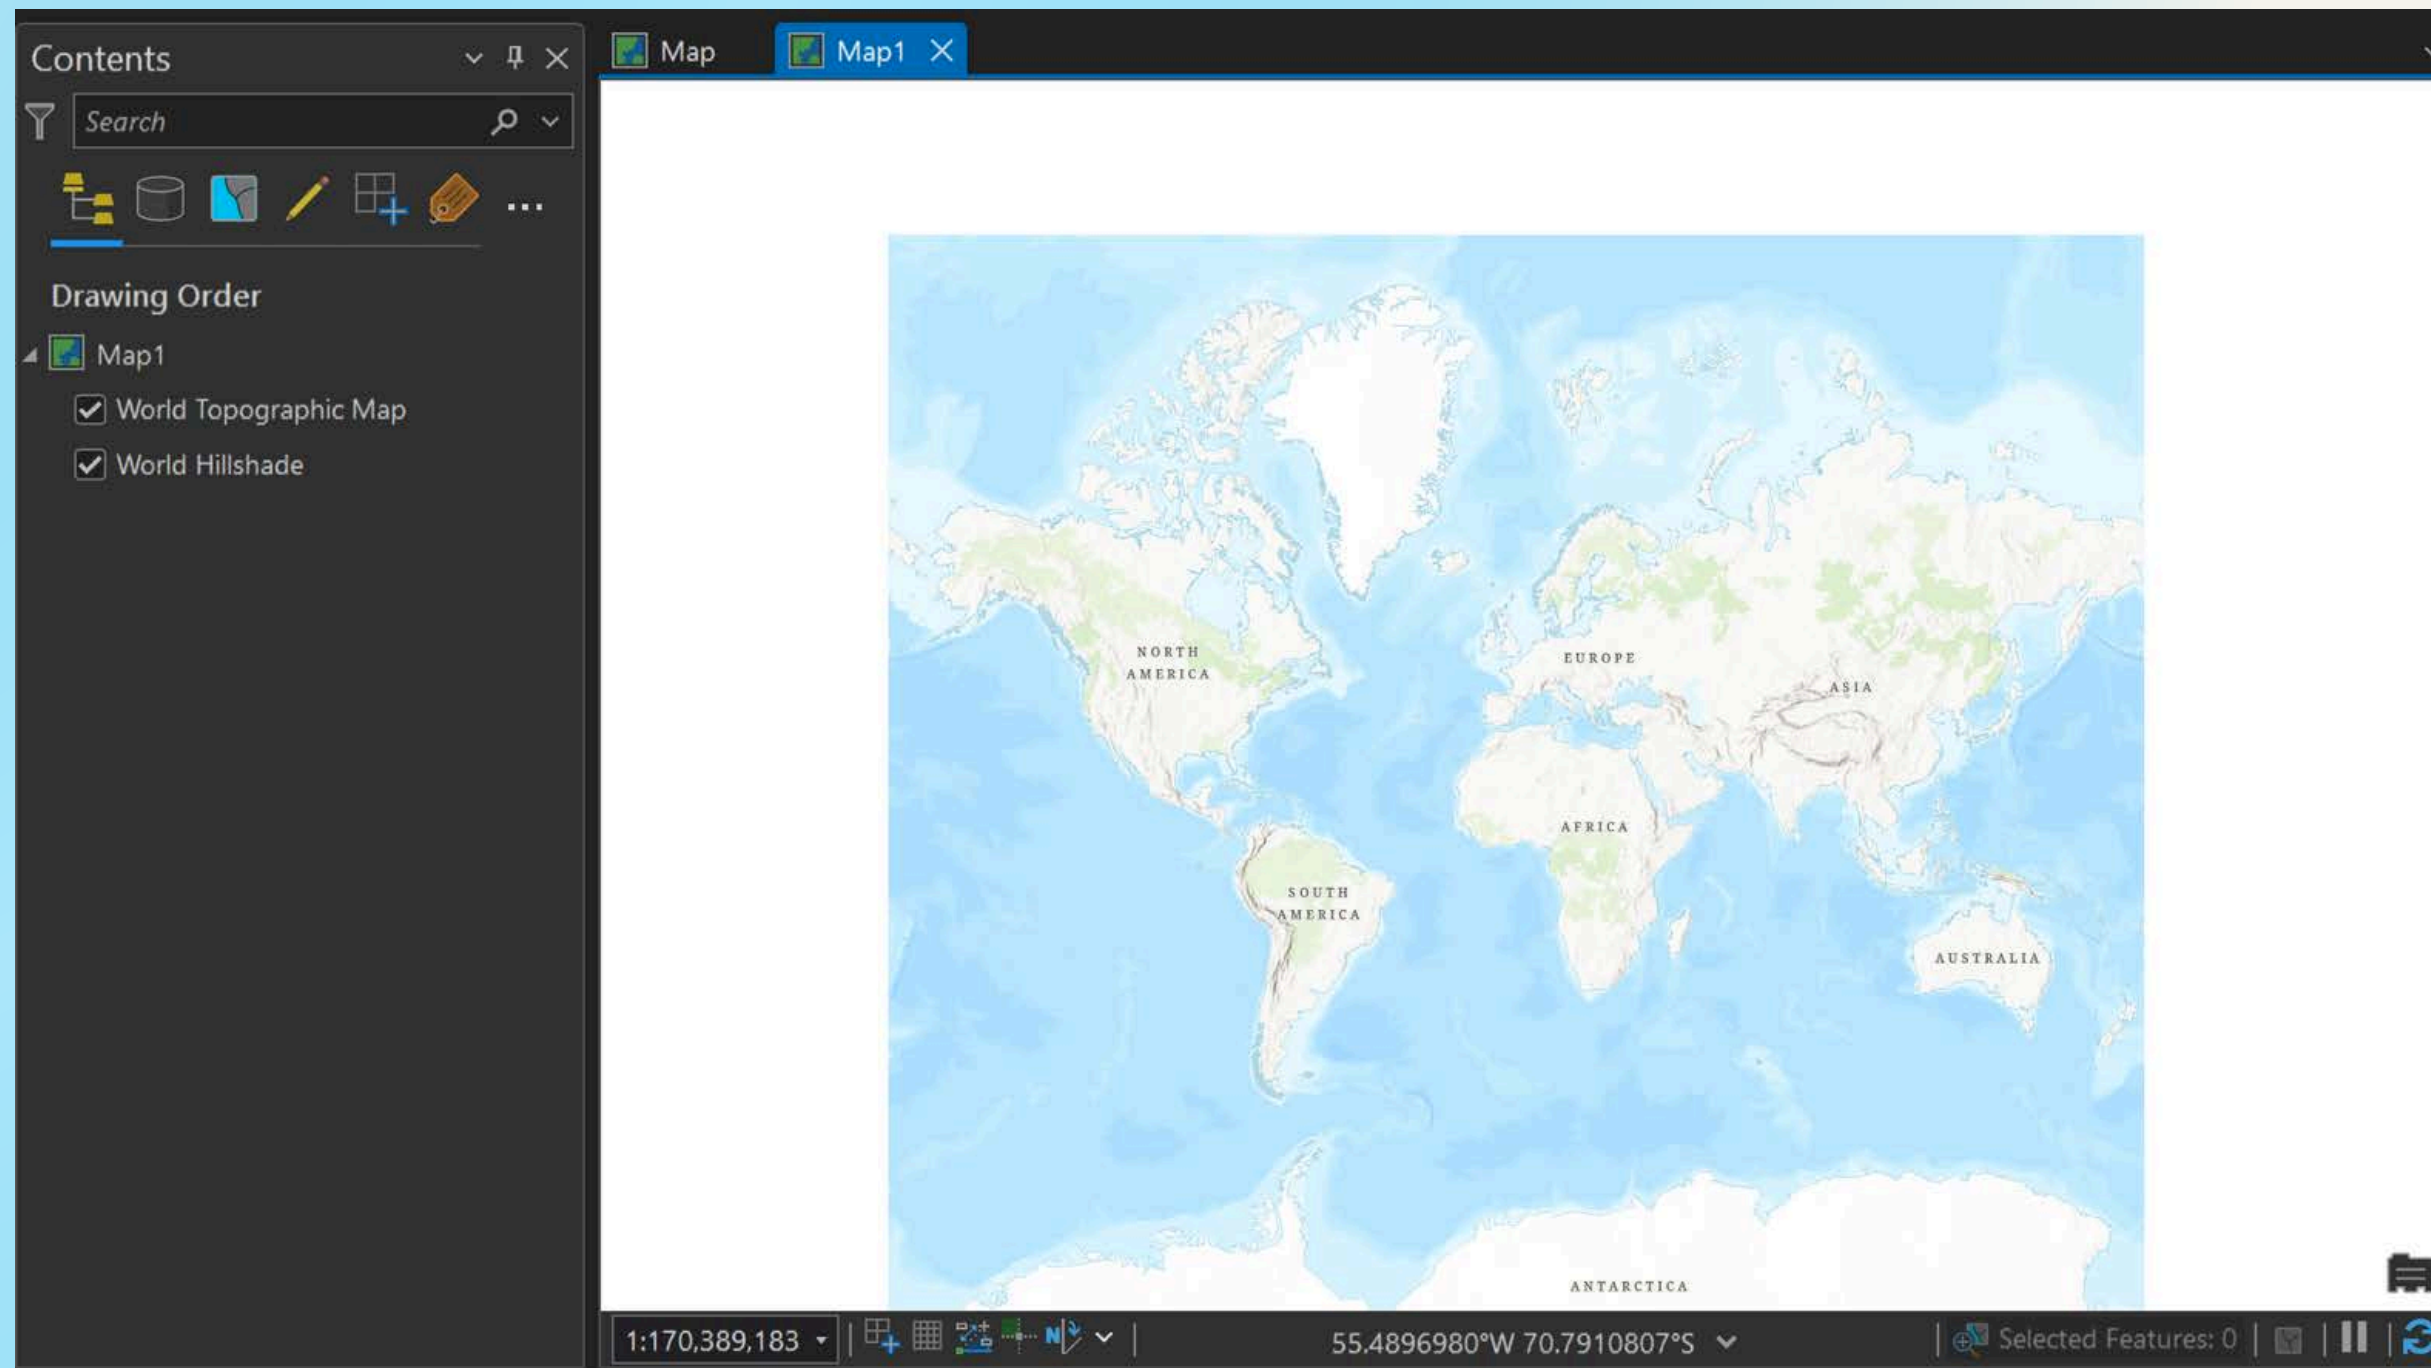 Contents
Search
...
Drawing Order
Map1
World Topographic Map
World Hillshade
Map
Map1
NORTH
AMERICA
EUROPE
ASIA
AFRICA
SOUTH
AMERICA
AUSTRALIA
ANTARCTICA
1:170,389,183
N
55.4896980°W 70.7910807°S
Selected Features: 0